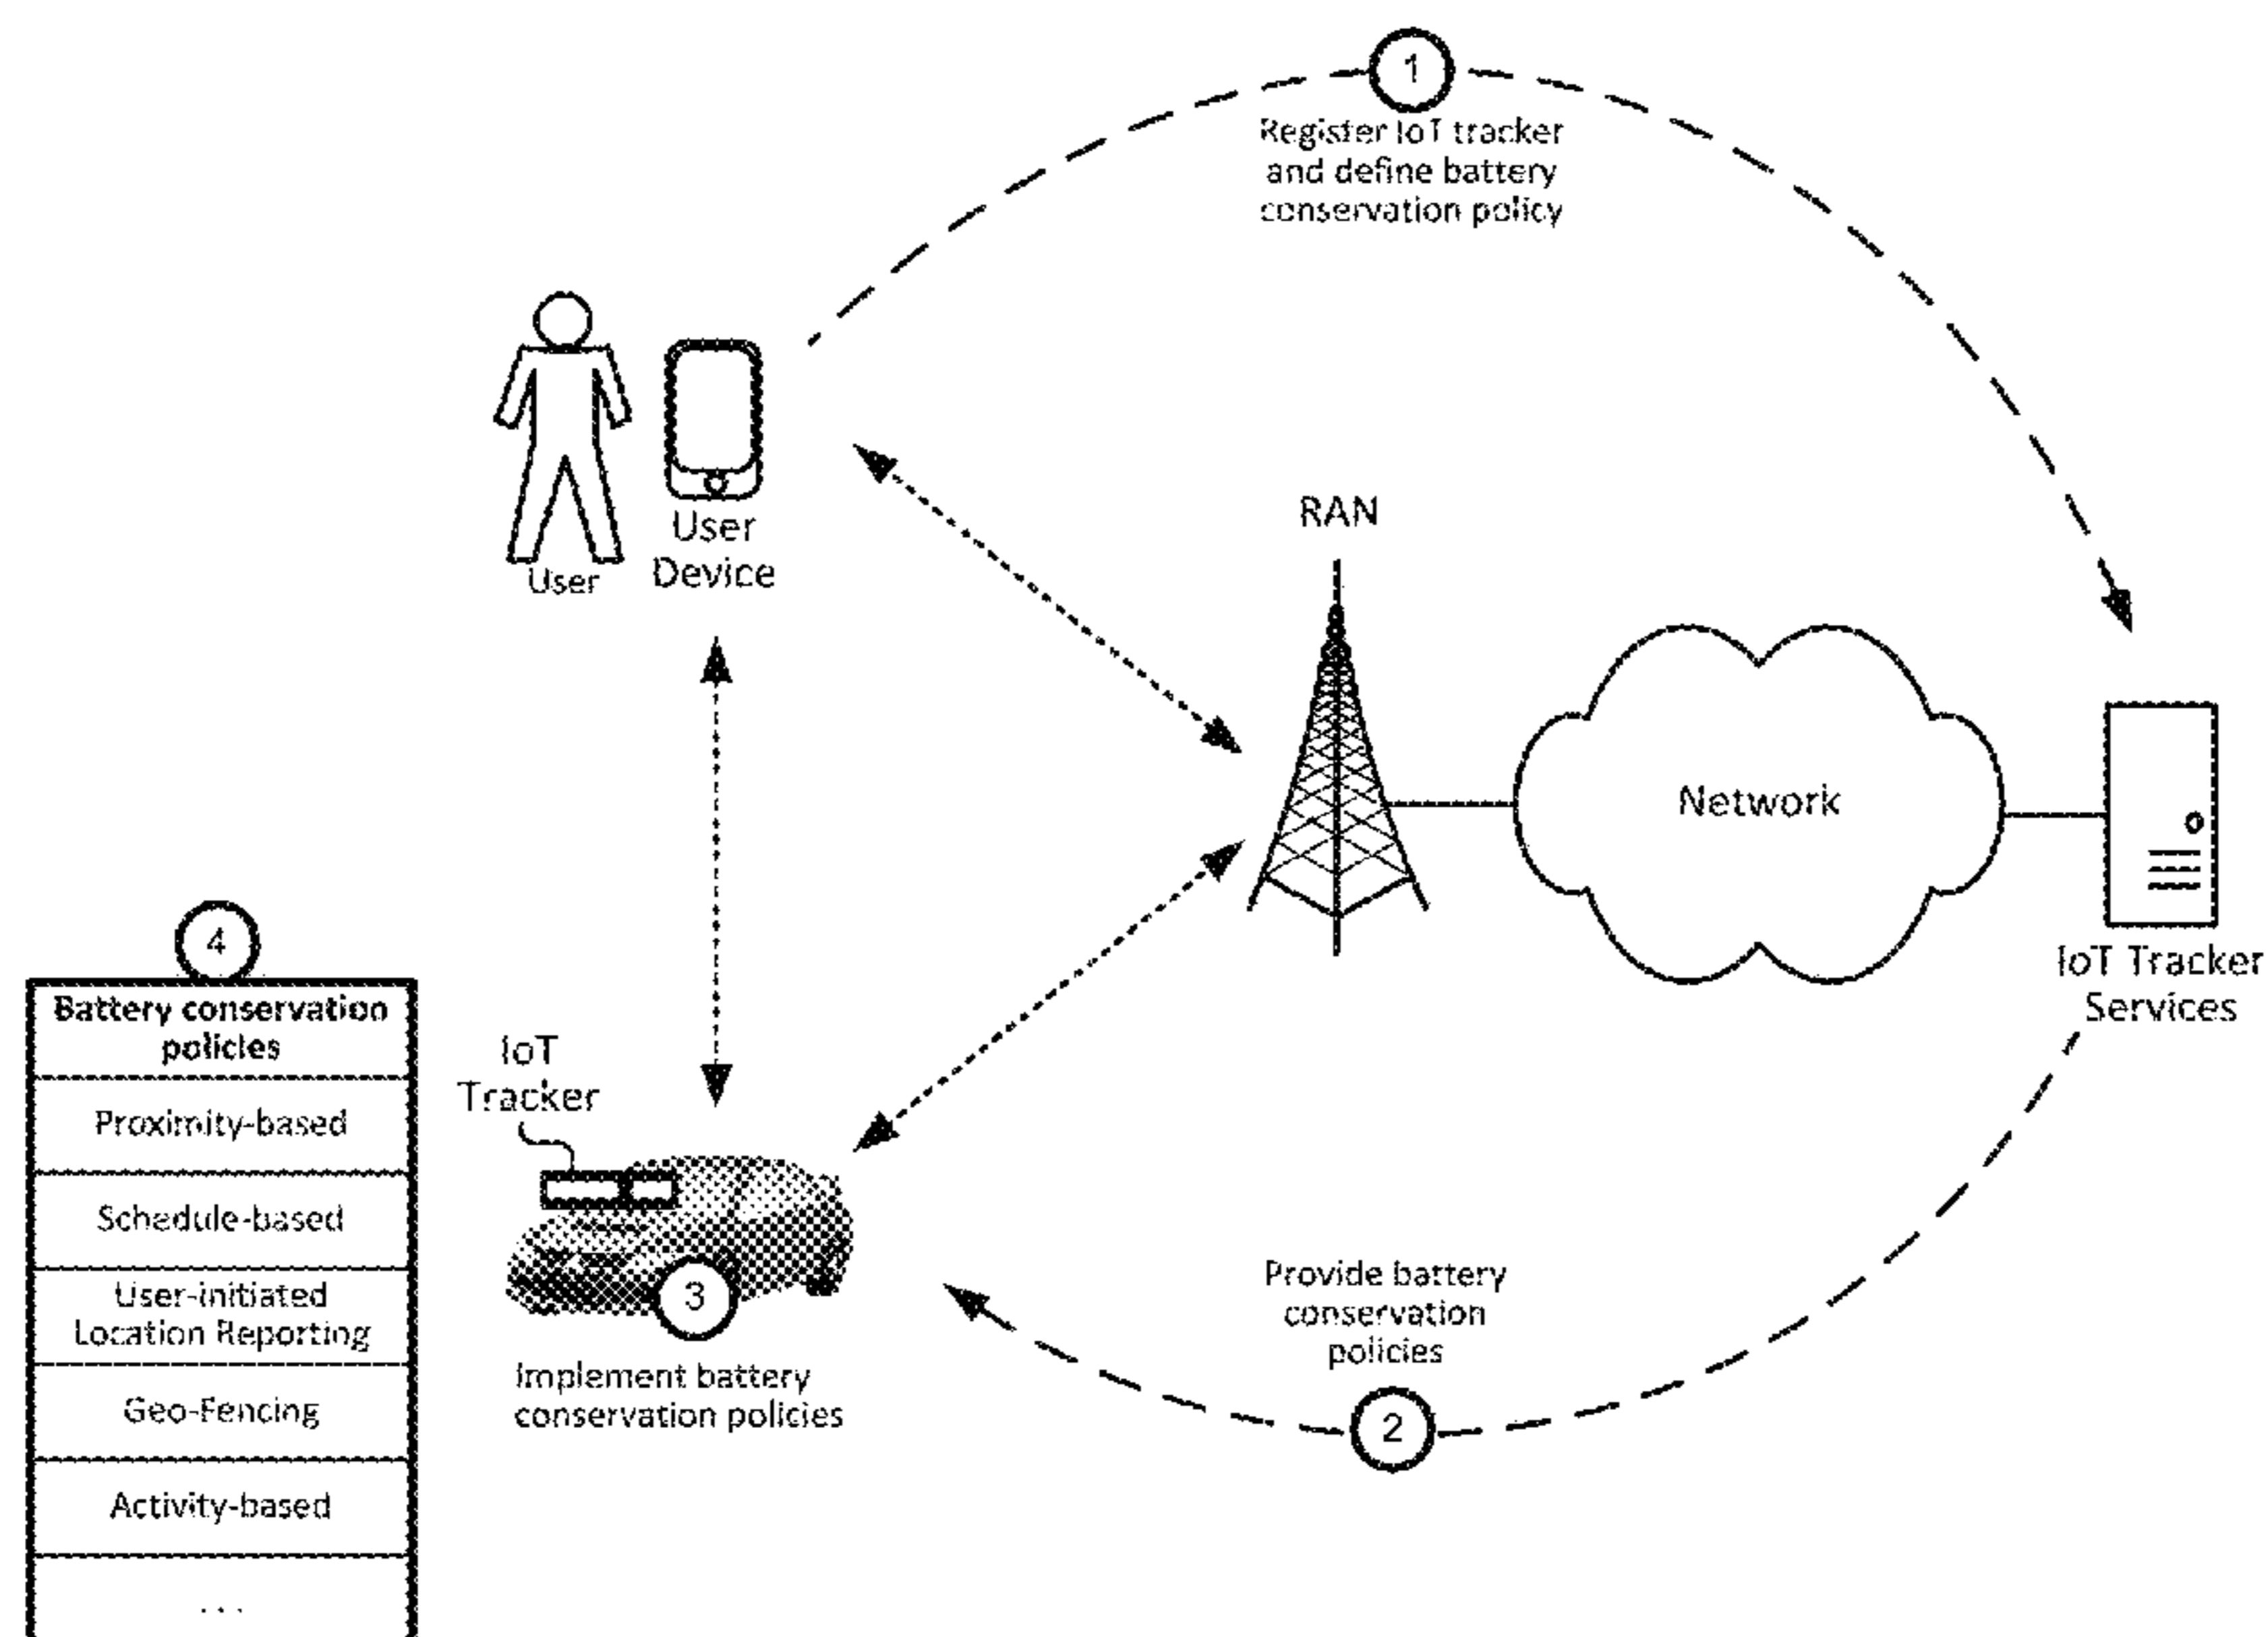 1
Register IoT tracker
and define battery
conservation policy
User
User
Device
RAN
Network
IoT Tracker
Services
4
Battery conservation
policies
Proximity-based
Schedule-based
User-initiated
Location Reporting
Geo-Fencing
Activity-based
...
IoT
Tracker
3
Implement battery
conservation policies
Provide battery
conservation
policies
2